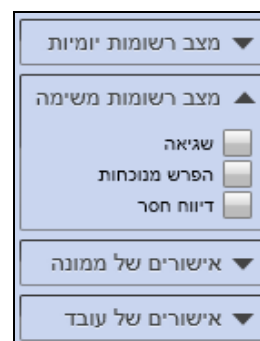 מצב רשומות יומיות
מצב רשומות משימה
שגיאה
הפרש מנוכחות
דיווח חסר
אישורים של ממונה
אישורים של עובד